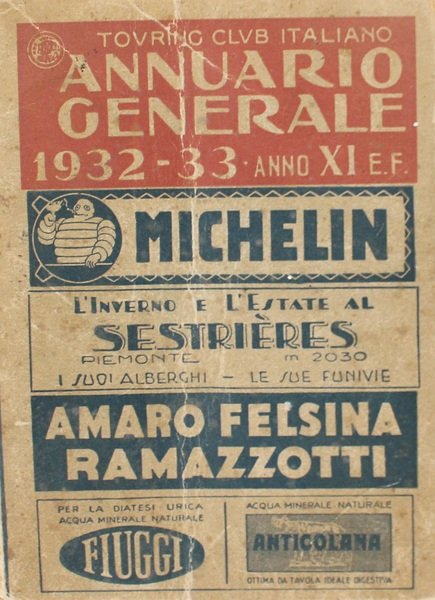 TOVRING CLVB ITALIANO
ANNUARIO
GENERALE
1932-33· ANNO XI E.F.
MICHELIN
L'INVERNO E L'ESTATE AL
SESTRIÈRES
PIEMONTE m 2030
I SUOI ALBERGHI – LE SUE FUNIVIE
AMARO FELSINA
RAMAZZOTTI
PER LA DIATESI URICA
ACQUA MINERALE NATURALE
FIUGGI
ACQUA MINERALE NATURALE
ANTICOLANA
OTTIMA DA TAVOLA IDEALE DIGESTIVA